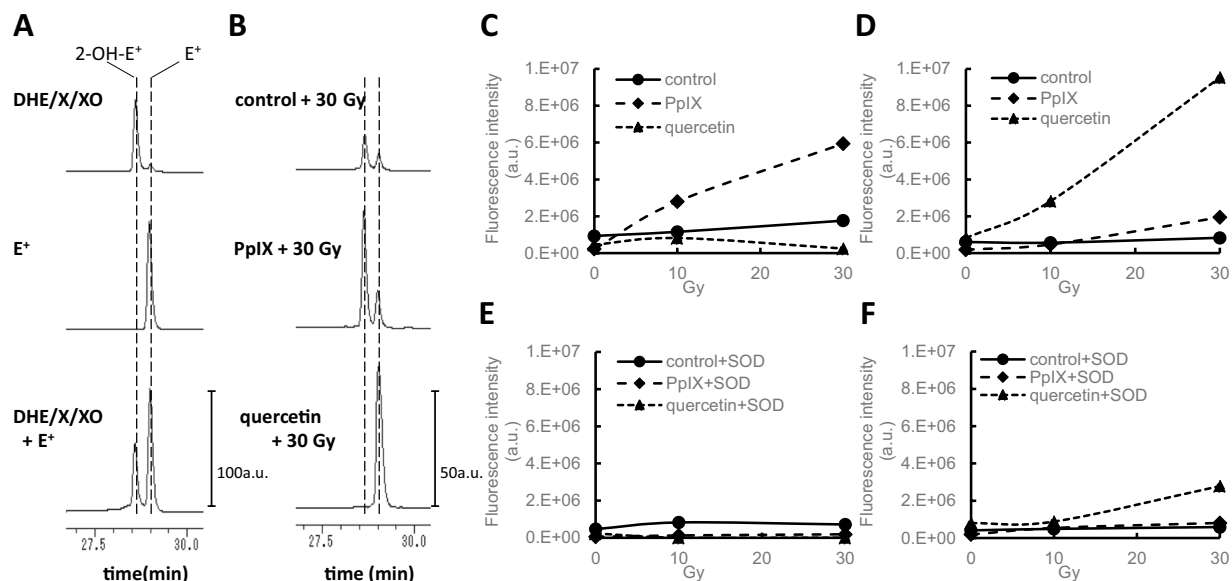 A
2-OH-E⁺
E⁺
DHE/X/XO
E⁺
DHE/X/XO
+ E⁺
100a.u.
27.5
30.0
time(min)
B
control + 30 Gy
PpIX + 30 Gy
quercetin
+ 30 Gy
50a.u.
27.5
30.0
time (min)
C
Fluorescence intensity
(a.u.)
1.E+07
8.E+06
6.E+06
4.E+06
2.E+06
0.E+00
control
PpIX
quercetin
0
10
20
30
Gy
D
Fluorescence intensity
(a.u.)
1.E+07
8.E+06
6.E+06
4.E+06
2.E+06
0.E+00
control
PpIX
quercetin
0
10
20
30
Gy
E
Fluorescence intensity
(a.u.)
1.E+07
8.E+06
6.E+06
4.E+06
2.E+06
0.E+00
control+SOD
PpIX+SOD
quercetin+SOD
0
10
20
30
Gy
F
Fluorescence intensity
(a.u.)
1.E+07
8.E+06
6.E+06
4.E+06
2.E+06
0.E+00
control+SOD
PpIX+SOD
quercetin+SOD
0
10
20
30
Gy